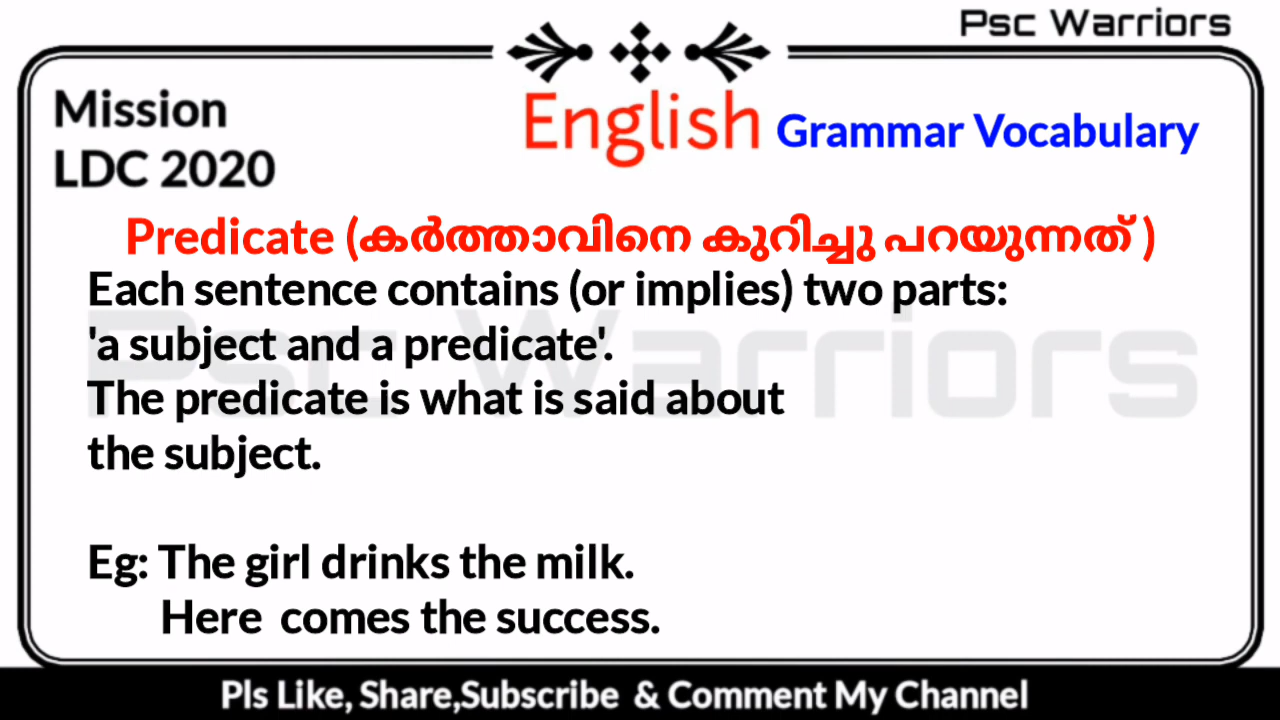 Psc Warriors
Mission
LDC 2020
English Grammar Vocabulary
Predicate (കർത്താവിനെ കുറിച്ചു പറയുന്നത് )
Each sentence contains (or implies) two parts:
'a subject and a predicate'.
Psc Warriors
The predicate is what is said about
the subject.
Eg: The girl drinks the milk.
Here comes the success.
Pls Like, Share,Subscribe & Comment My Channel